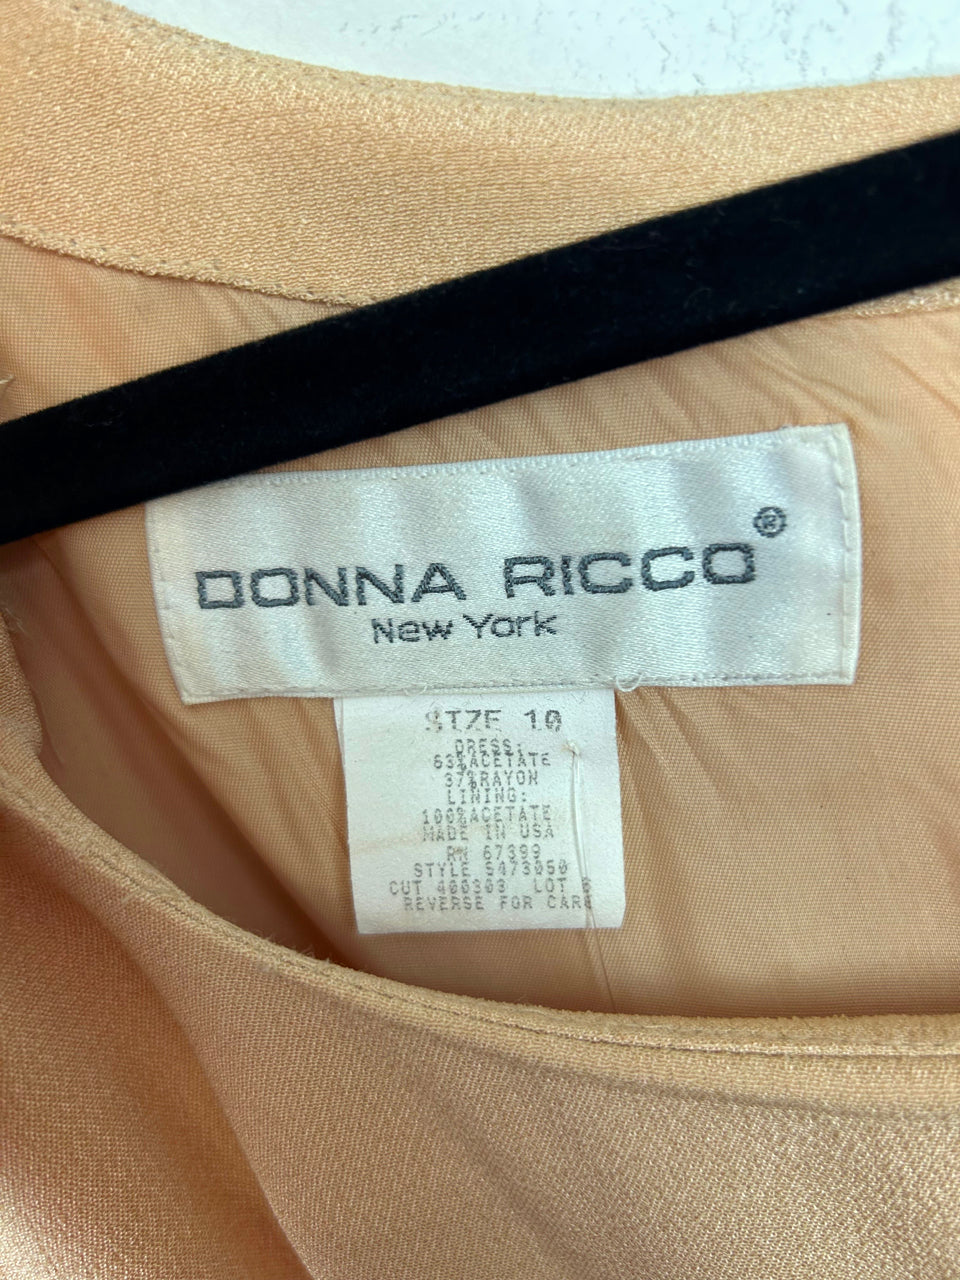 DONNA RICCO®
New York
SIZE 10
DRESS:
63%ACETATE
37%RAYON
LINING:
100%ACETATE
MADE IN USA
RN 67399
STYLE 5473050
CUT 400303 LOT 6
REVERSE FOR CARE